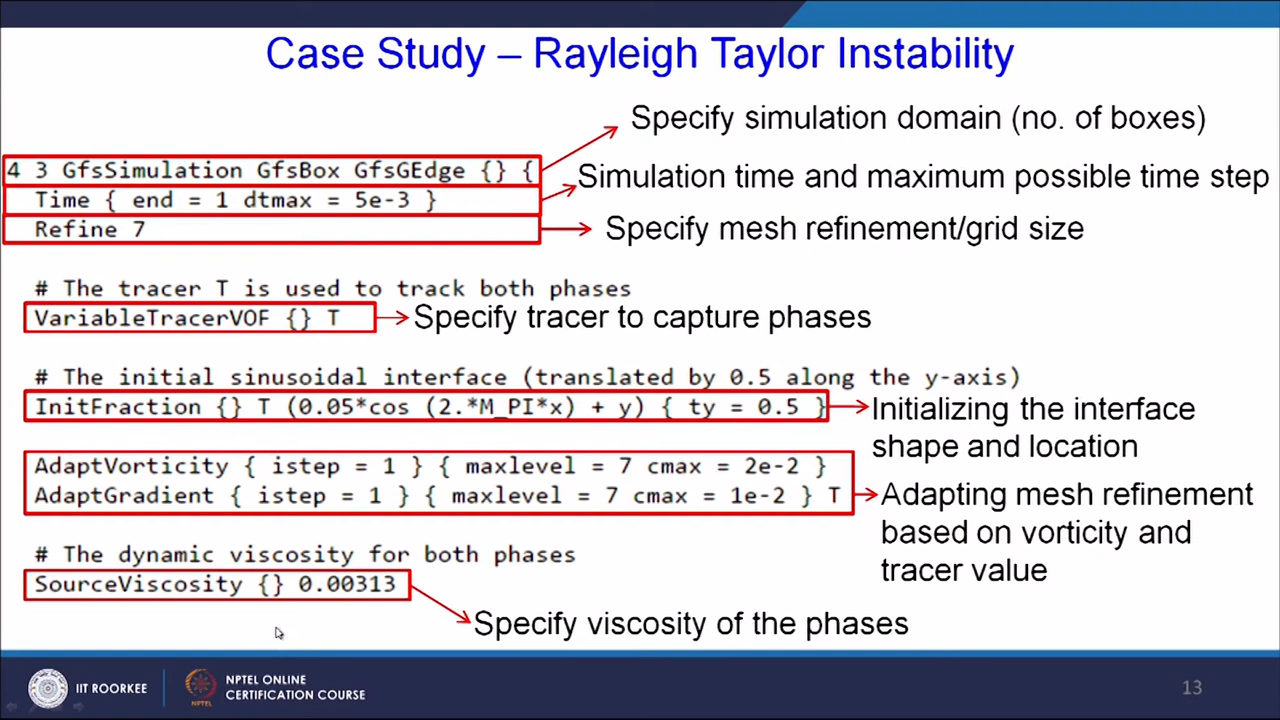 Case Study – Rayleigh Taylor Instability
Specify simulation domain (no. of boxes)
4 3 GfsSimulation GfsBox GfsGEdge {} {
Simulation time and maximum possible time step
Time { end = 1 dtmax = 5e-3 }
Refine 7
Specify mesh refinement/grid size
# The tracer T is used to track both phases
VariableTracerVOF {} T
Specify tracer to capture phases
# The initial sinusoidal interface (translated by 0.5 along the y-axis)
InitFraction {} T (0.05*cos (2.*M_PI*x) + y) { ty = 0.5 }
Initializing the interface
shape and location
AdaptVorticity { istep = 1 } { maxlevel = 7 cmax = 2e-2 }
AdaptGradient { istep = 1 } { maxlevel = 7 cmax = 1e-2 } T
Adapting mesh refinement
based on vorticity and
tracer value
# The dynamic viscosity for both phases
SourceViscosity {} 0.00313
Specify viscosity of the phases
IIT ROORKEE
NPTEL
NPTEL ONLINE
CERTIFICATION COURSE
13